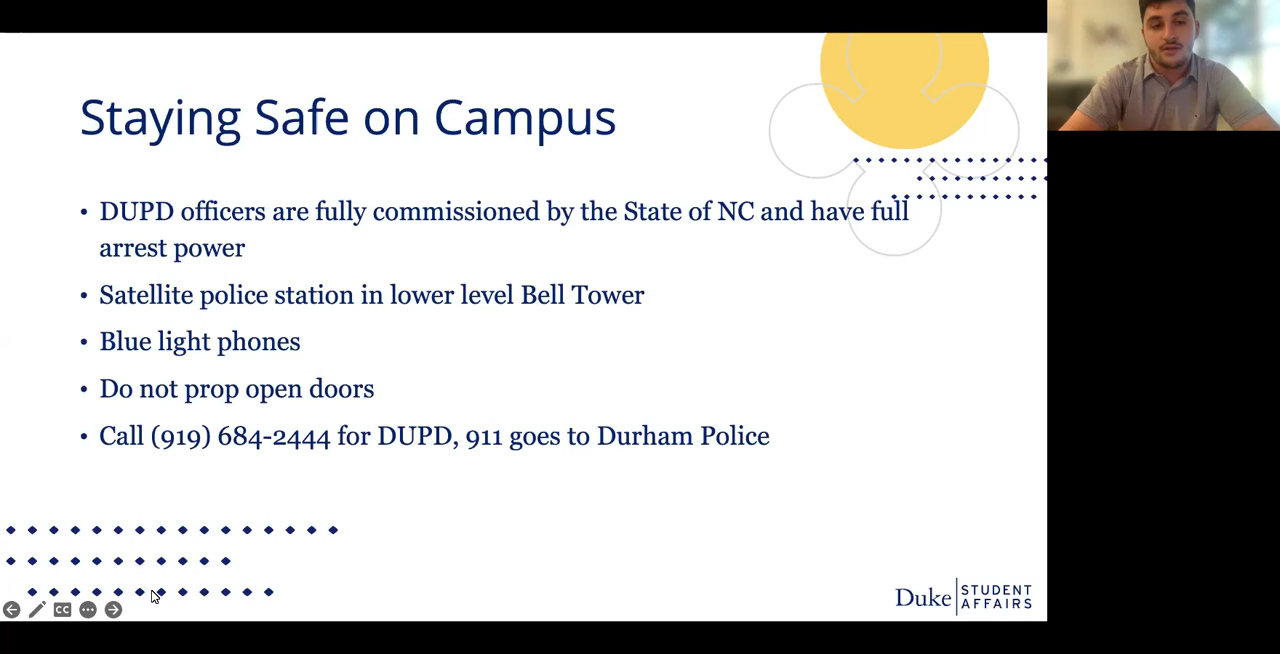 Staying Safe on Campus
• DUPD officers are fully commissioned by the State of NC and have full
arrest power
• Satellite police station in lower level Bell Tower
• Blue light phones
• Do not prop open doors
• Call (919) 684-2444 for DUPD, 911 goes to Durham Police
CC
Duke STUDENT
AFFAIRS